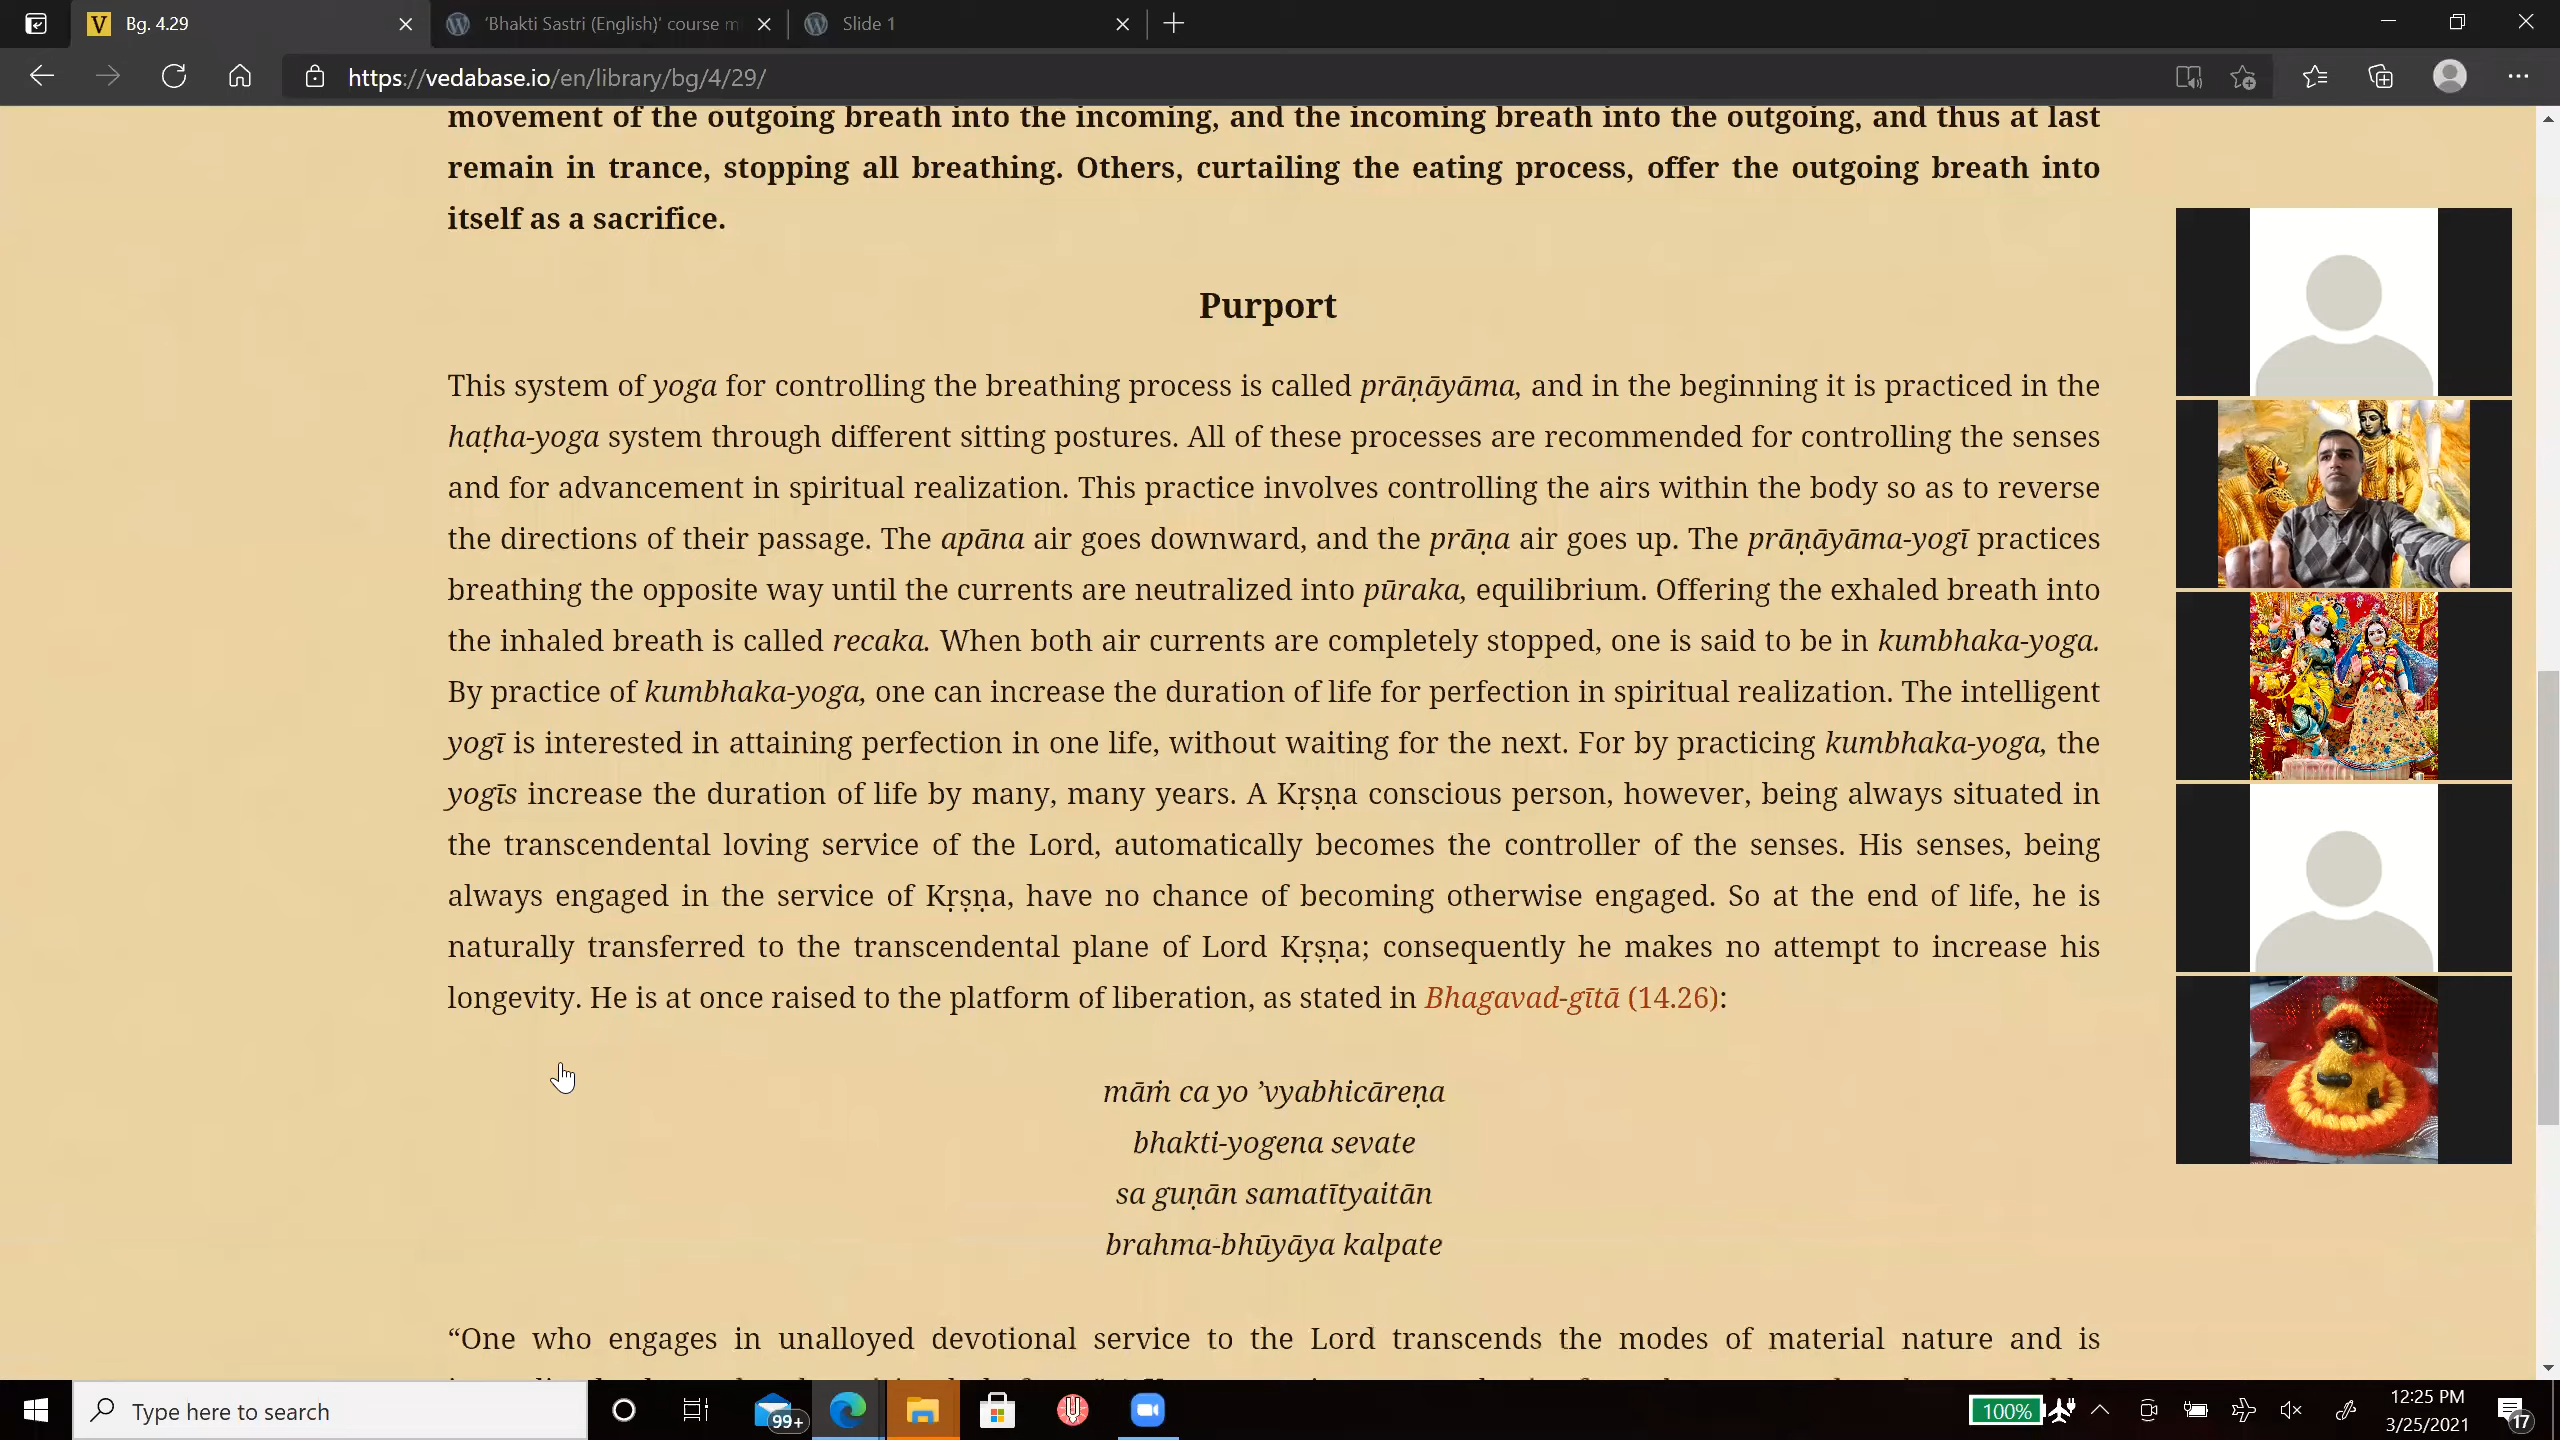 Bg. 4.29
'Bhakti Sastri (English)' course m
Slide 1
https://vedabase.io/en/library/bg/4/29/
movement of the outgoing breath into the incoming, and the incoming breath into the outgoing, and thus at last
remain in trance, stopping all breathing. Others, curtailing the eating process, offer the outgoing breath into
itself as a sacrifice.
Purport
This system of yoga for controlling the breathing process is called prāṇāyāma, and in the beginning it is practiced in the
haṭha-yoga system through different sitting postures. All of these processes are recommended for controlling the senses
and for advancement in spiritual realization. This practice involves controlling the airs within the body so as to reverse
the directions of their passage. The apāna air goes downward, and the prāṇa air goes up. The prāṇāyāma-yogī practices
breathing the opposite way until the currents are neutralized into pūraka, equilibrium. Offering the exhaled breath into
the inhaled breath is called recaka. When both air currents are completely stopped, one is said to be in kumbhaka-yoga.
By practice of kumbhaka-yoga, one can increase the duration of life for perfection in spiritual realization. The intelligent
yogī is interested in attaining perfection in one life, without waiting for the next. For by practicing kumbhaka-yoga, the
yogīs increase the duration of life by many, many years. A Kṛṣṇa conscious person, however, being always situated in
the transcendental loving service of the Lord, automatically becomes the controller of the senses. His senses, being
always engaged in the service of Kṛṣṇa, have no chance of becoming otherwise engaged. So at the end of life, he is
naturally transferred to the transcendental plane of Lord Kṛṣṇa; consequently he makes no attempt to increase his
longevity. He is at once raised to the platform of liberation, as stated in Bhagavad-gītā (14.26):
māṁ ca yo 'vyabhicāreṇa
bhakti-yogena sevate
sa guṇān samatītyaitān
brahma-bhūyāya kalpate
“One who engages in unalloyed devotional service to the Lord transcends the modes of material nature and is
Type here to search
99+
100%
12:25 PM
3/25/2021
17